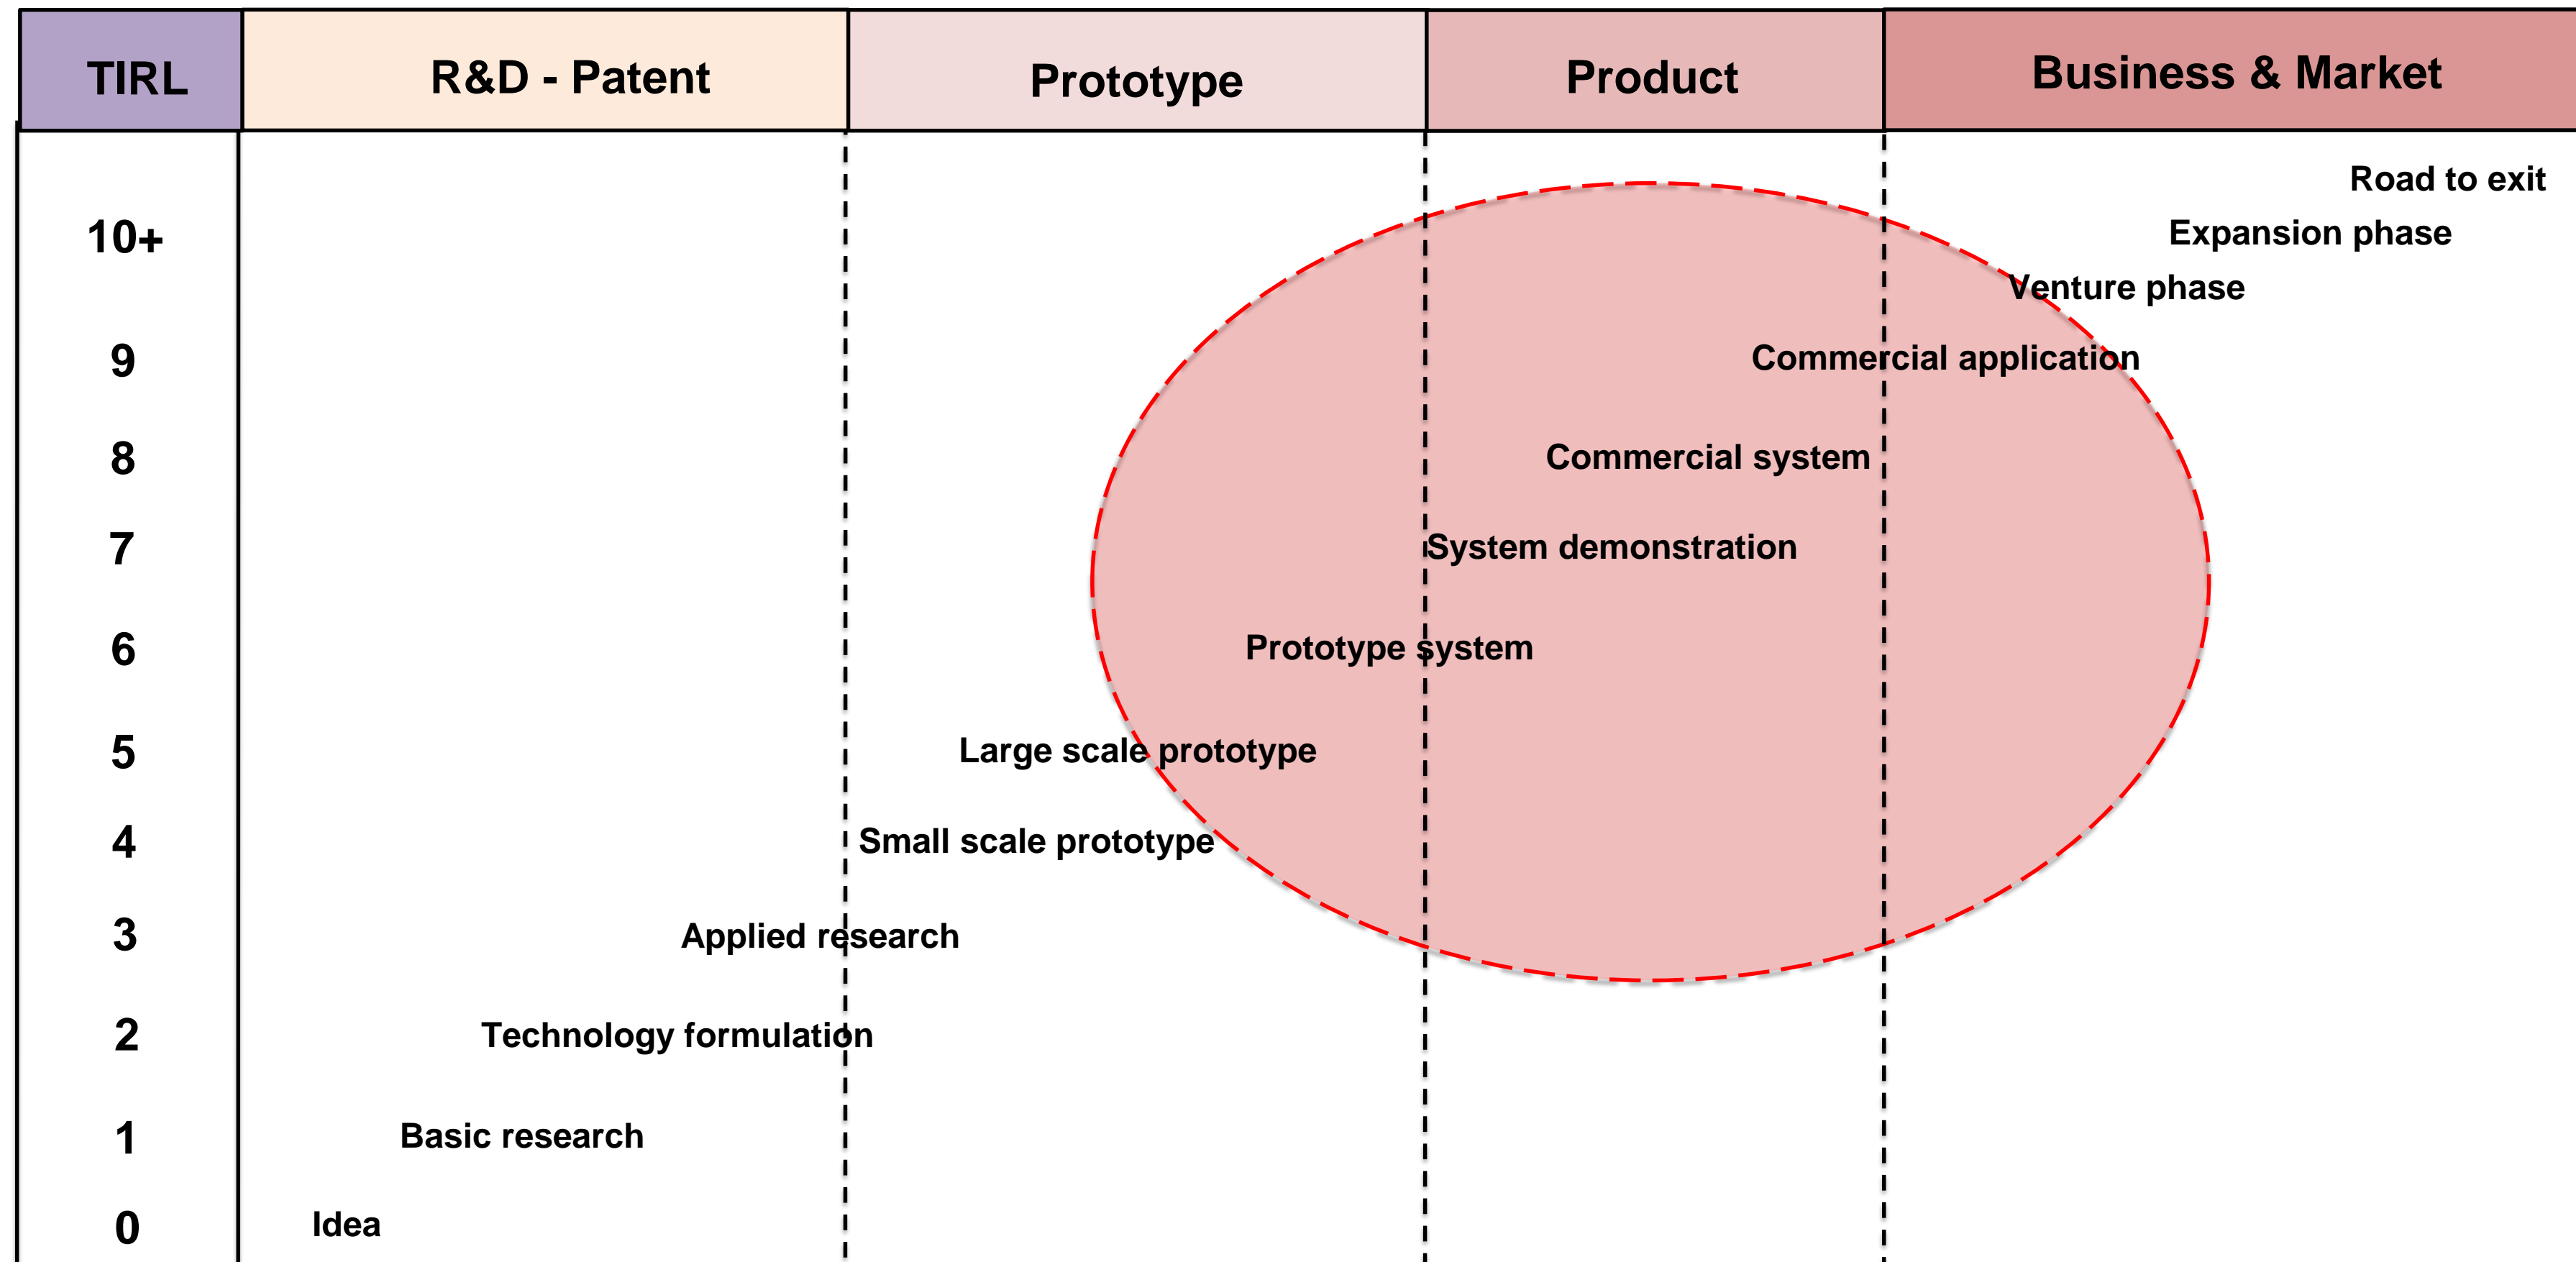 TIRL R&D - Patent Prototype Product Business & Market
Road to exit
10+ Expansion phase
Venture phase
9 Commercial application
8 Commercial system
7 System demonstration
6 Prototype system
5 Large scale prototype
4 Small scale prototype
3 Applied research
2 Technology formulation
1 Basic research
0 Idea